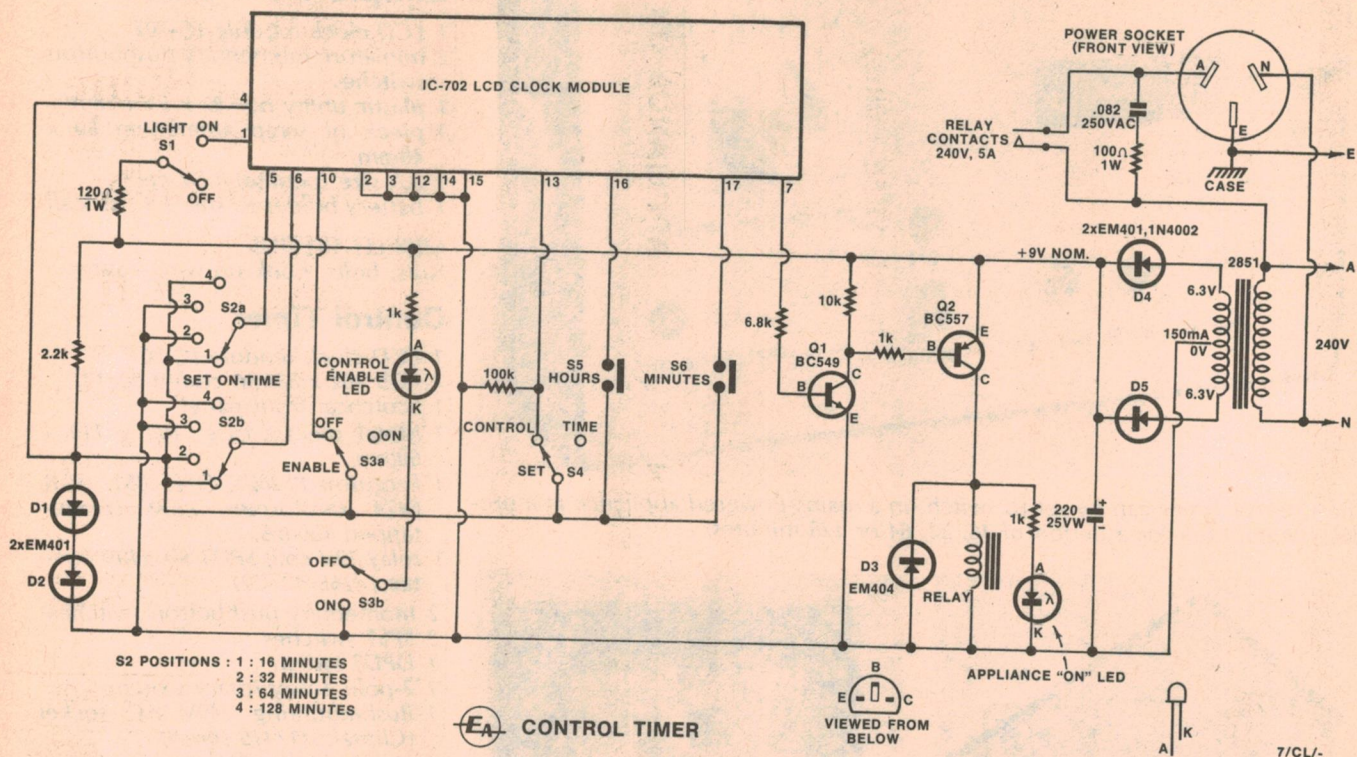 IC-702 LCD CLOCK MODULE
4
1
5
6
10
2
3
12
14
15
13
16
17
7
LIGHT ON
S1
OFF
120Ω
1W
2.2k
4
3
S2a
2
1
SET ON-TIME
4
3
S2b
2
1
D1
2xEM401
D2
1k
A
λ
CONTROL
ENABLE
LED
K
OFF
ON
ENABLE
S3a
OFF
S3b
ON
100k
CONTROL
TIME
SET
S4
S5
HOURS
S6
MINUTES
6.8k
10k
Q1
BC549
B
C
E
1k
Q2
BC557
B
E
C
D3
EM404
RELAY
1k
A
λ
K
APPLIANCE "ON" LED
220
25VW
+
-
+9V NOM.
2xEM401,1N4002
D4
D5
2851
6.3V
150mA
0V
6.3V
240V
A
N
E
POWER SOCKET
(FRONT VIEW)
A
N
E
CASE
.082
250VAC
100Ω
1W
RELAY
CONTACTS
240V, 5A
S2 POSITIONS : 1 : 16 MINUTES
2 : 32 MINUTES
3 : 64 MINUTES
4 : 128 MINUTES
EA CONTROL TIMER
B
E
C
VIEWED FROM
BELOW
A
K
7/CL/-